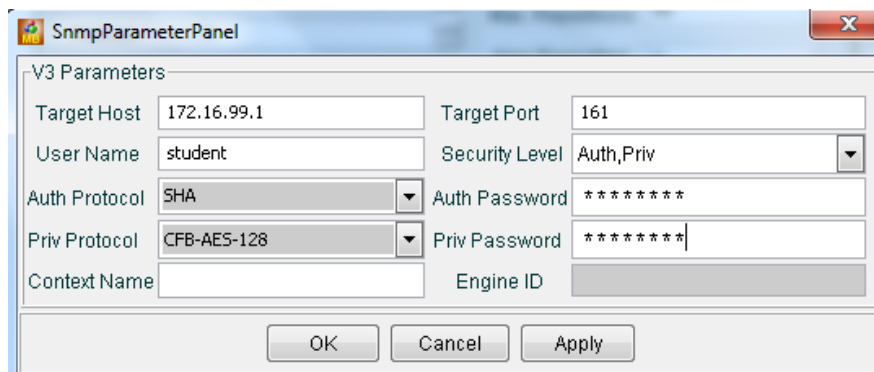 SnmpParameterPanel
V3 Parameters
Target Host 172.16.99.1 Target Port 161
User Name student Security Level Auth,Priv
Auth Protocol SHA Auth Password ********
Priv Protocol CFB-AES-128 Priv Password ********
Context Name Engine ID
OK Cancel Apply